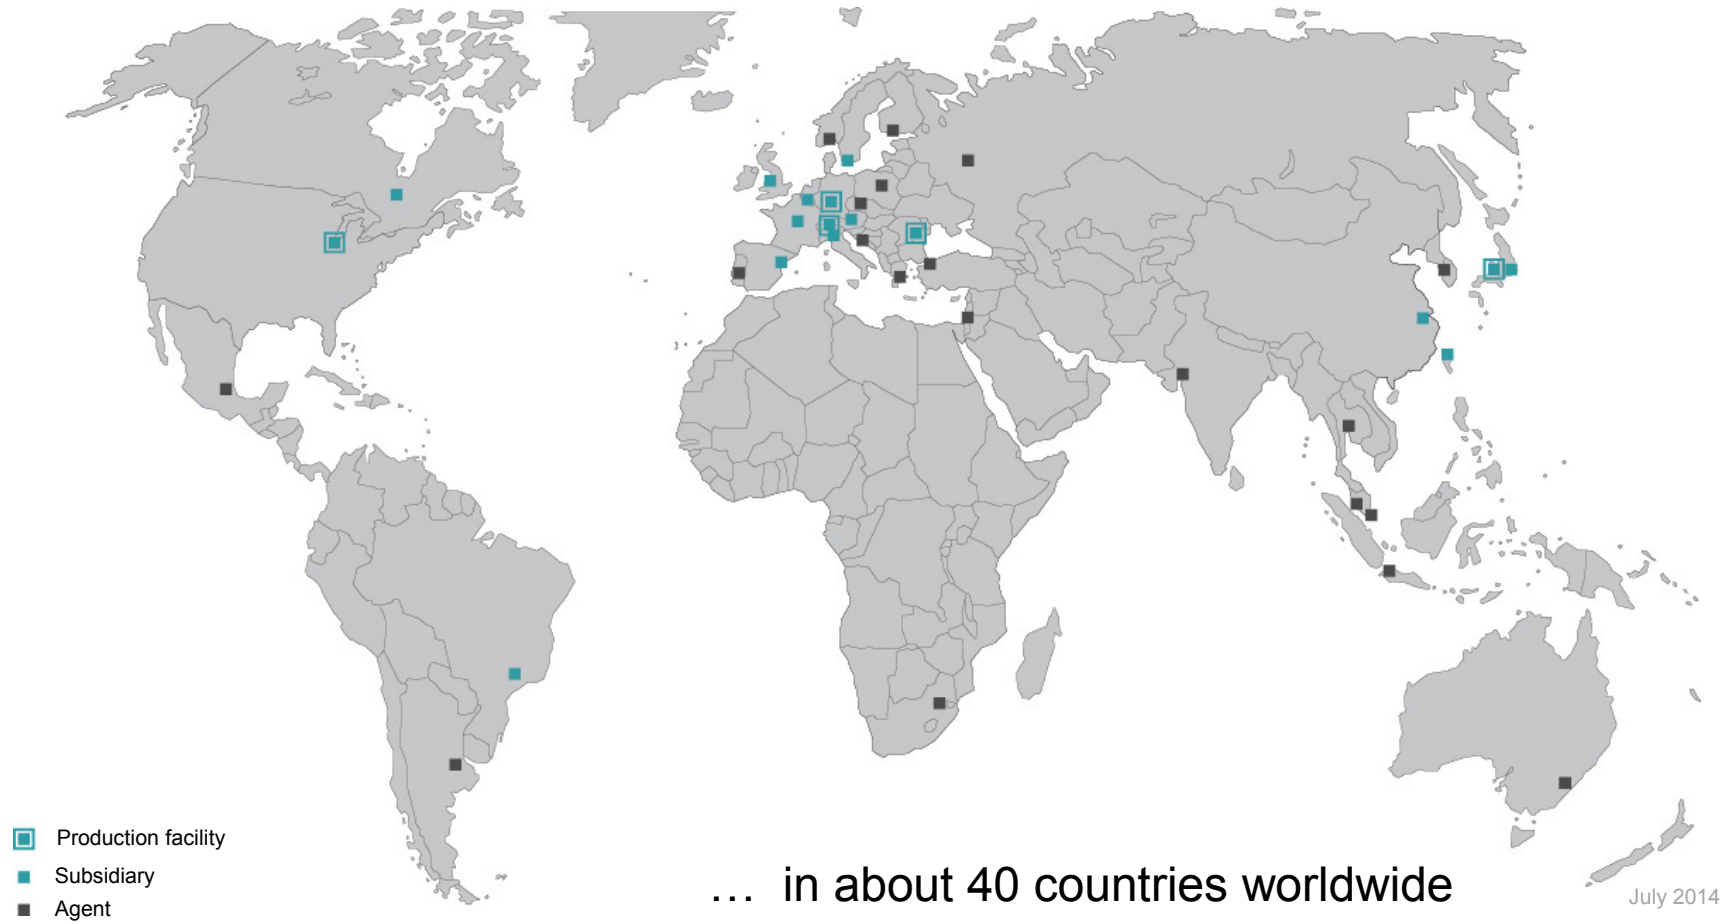 Production facility
Subsidiary
Agent
… in about 40 countries worldwide
July 2014